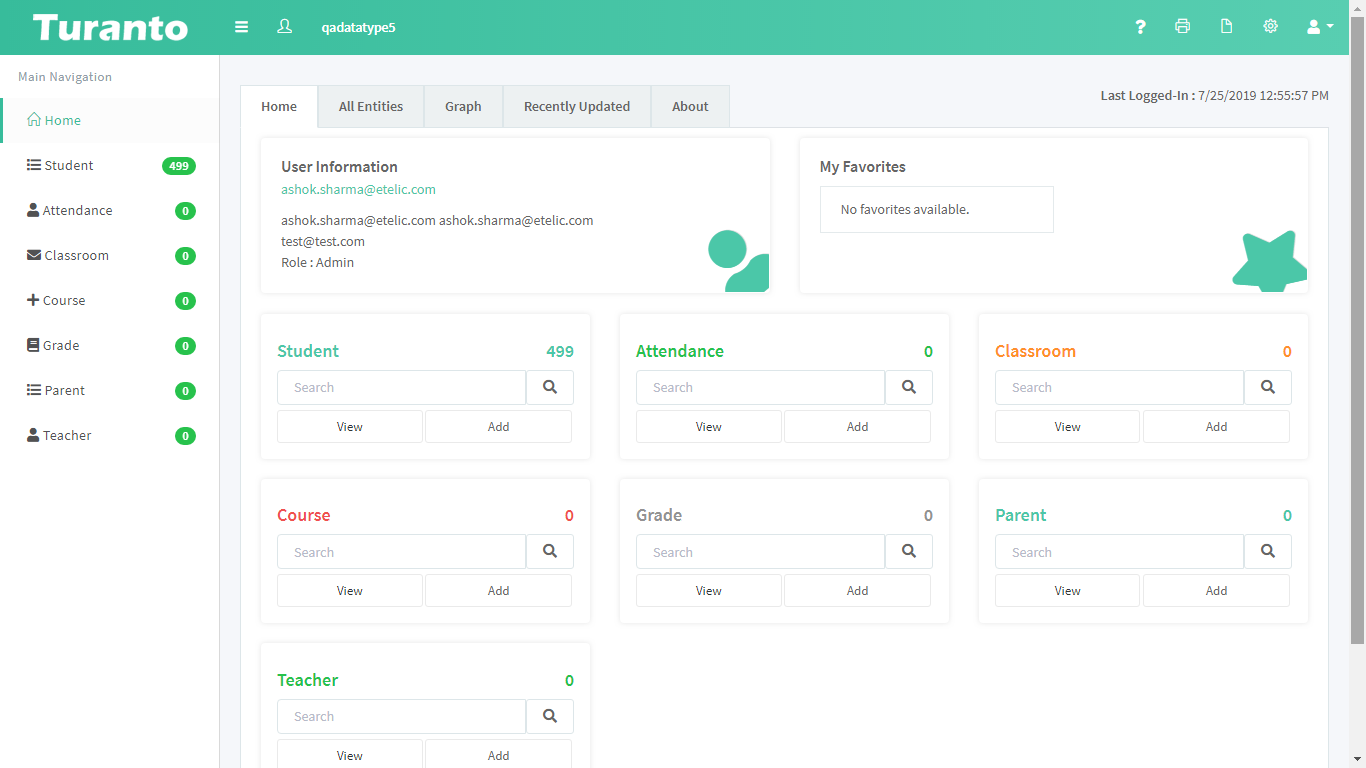 Turanto
qadatatype5
?
Main Navigation
Home
Student 499
Attendance 0
Classroom 0
Course 0
Grade 0
Parent 0
Teacher 0
Home All Entities Graph Recently Updated About
Last Logged-In : 7/25/2019 12:55:57 PM
User Information
ashok.sharma@etelic.com
ashok.sharma@etelic.com ashok.sharma@etelic.com
test@test.com
Role : Admin
My Favorites
No favorites available.
Student 499
Search
View Add
Attendance 0
Search
View Add
Classroom 0
Search
View Add
Course 0
Search
View Add
Grade 0
Search
View Add
Parent 0
Search
View Add
Teacher 0
Search
View Add